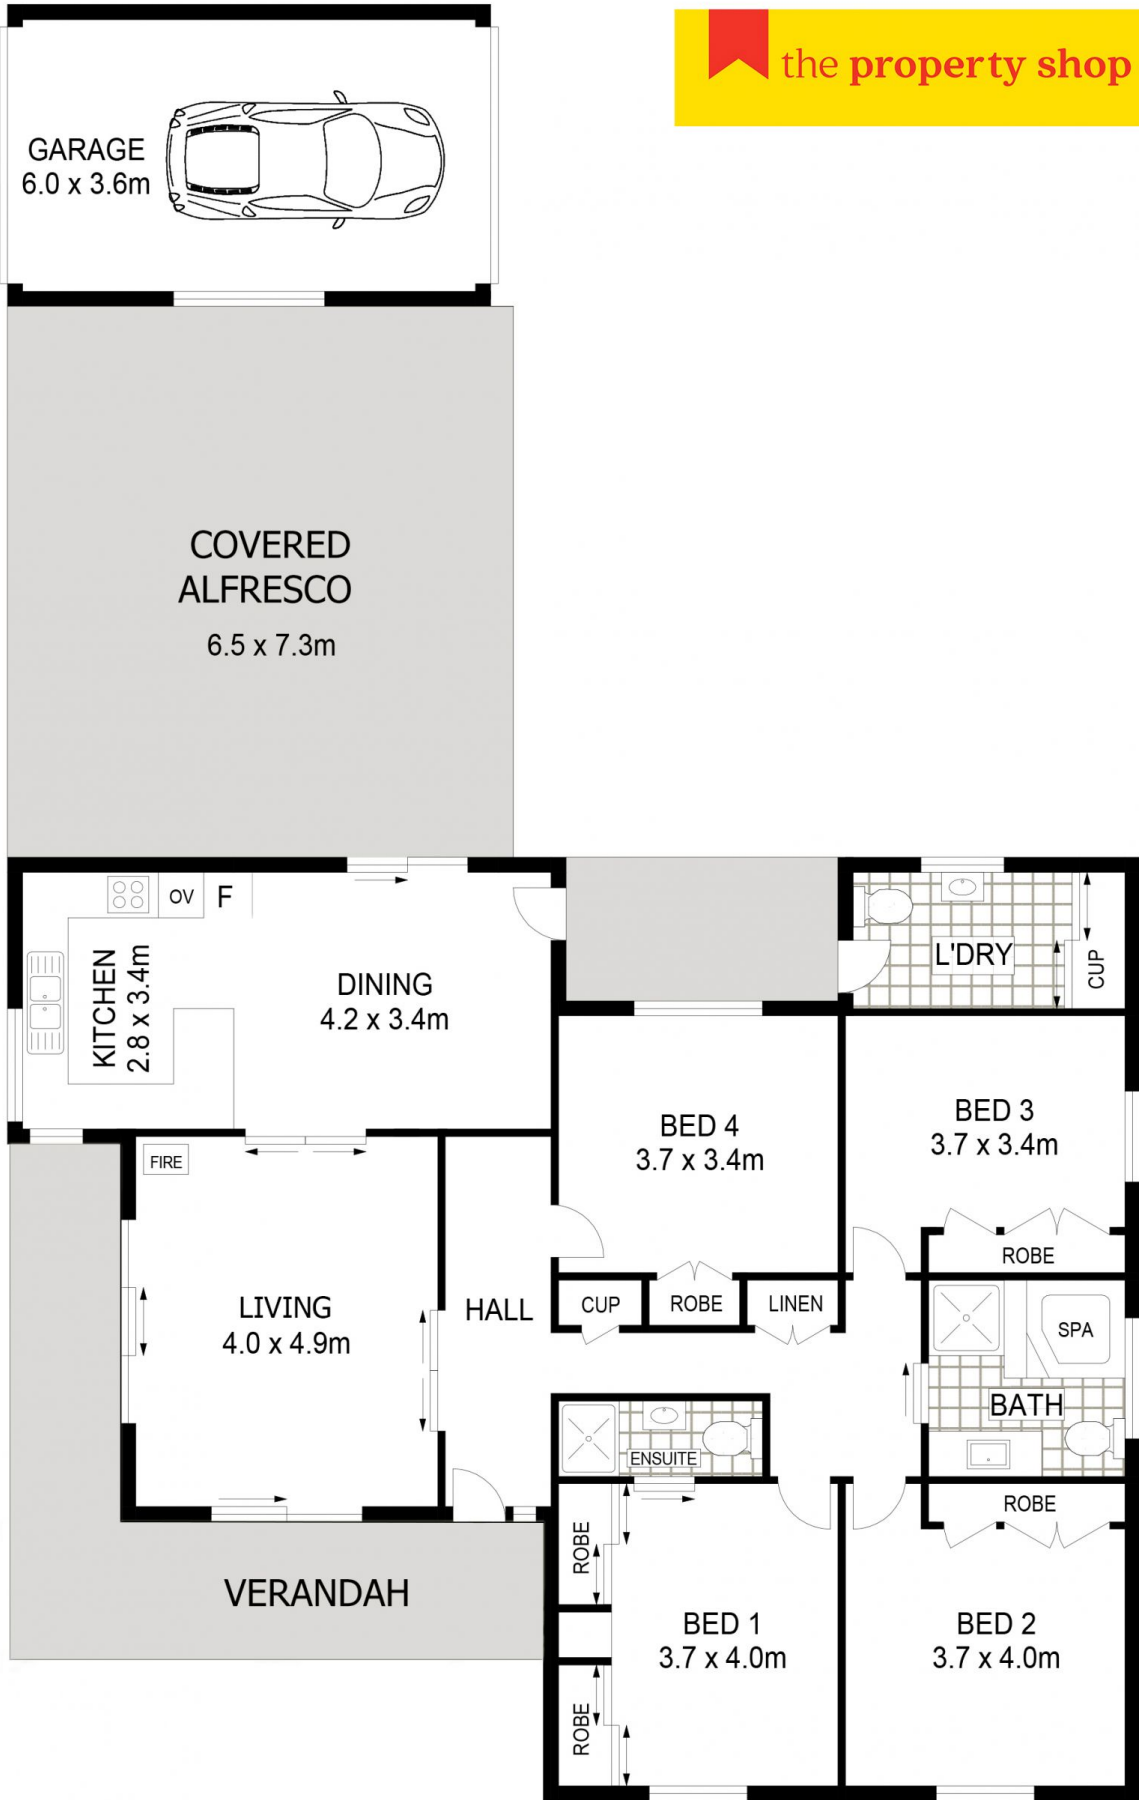 the property shop
GARAGE
6.0 x 3.6m
COVERED
ALFRESCO
6.5 x 7.3m
OV
F
KITCHEN
2.8 x 3.4m
DINING
4.2 x 3.4m
L'DRY
CUP
BED 4
3.7 x 3.4m
BED 3
3.7 x 3.4m
ROBE
FIRE
LIVING
4.0 x 4.9m
HALL
CUP
ROBE
LINEN
SPA
BATH
ENSUITE
ROBE
ROBE
BED 1
3.7 x 4.0m
BED 2
3.7 x 4.0m
ROBE
VERANDAH